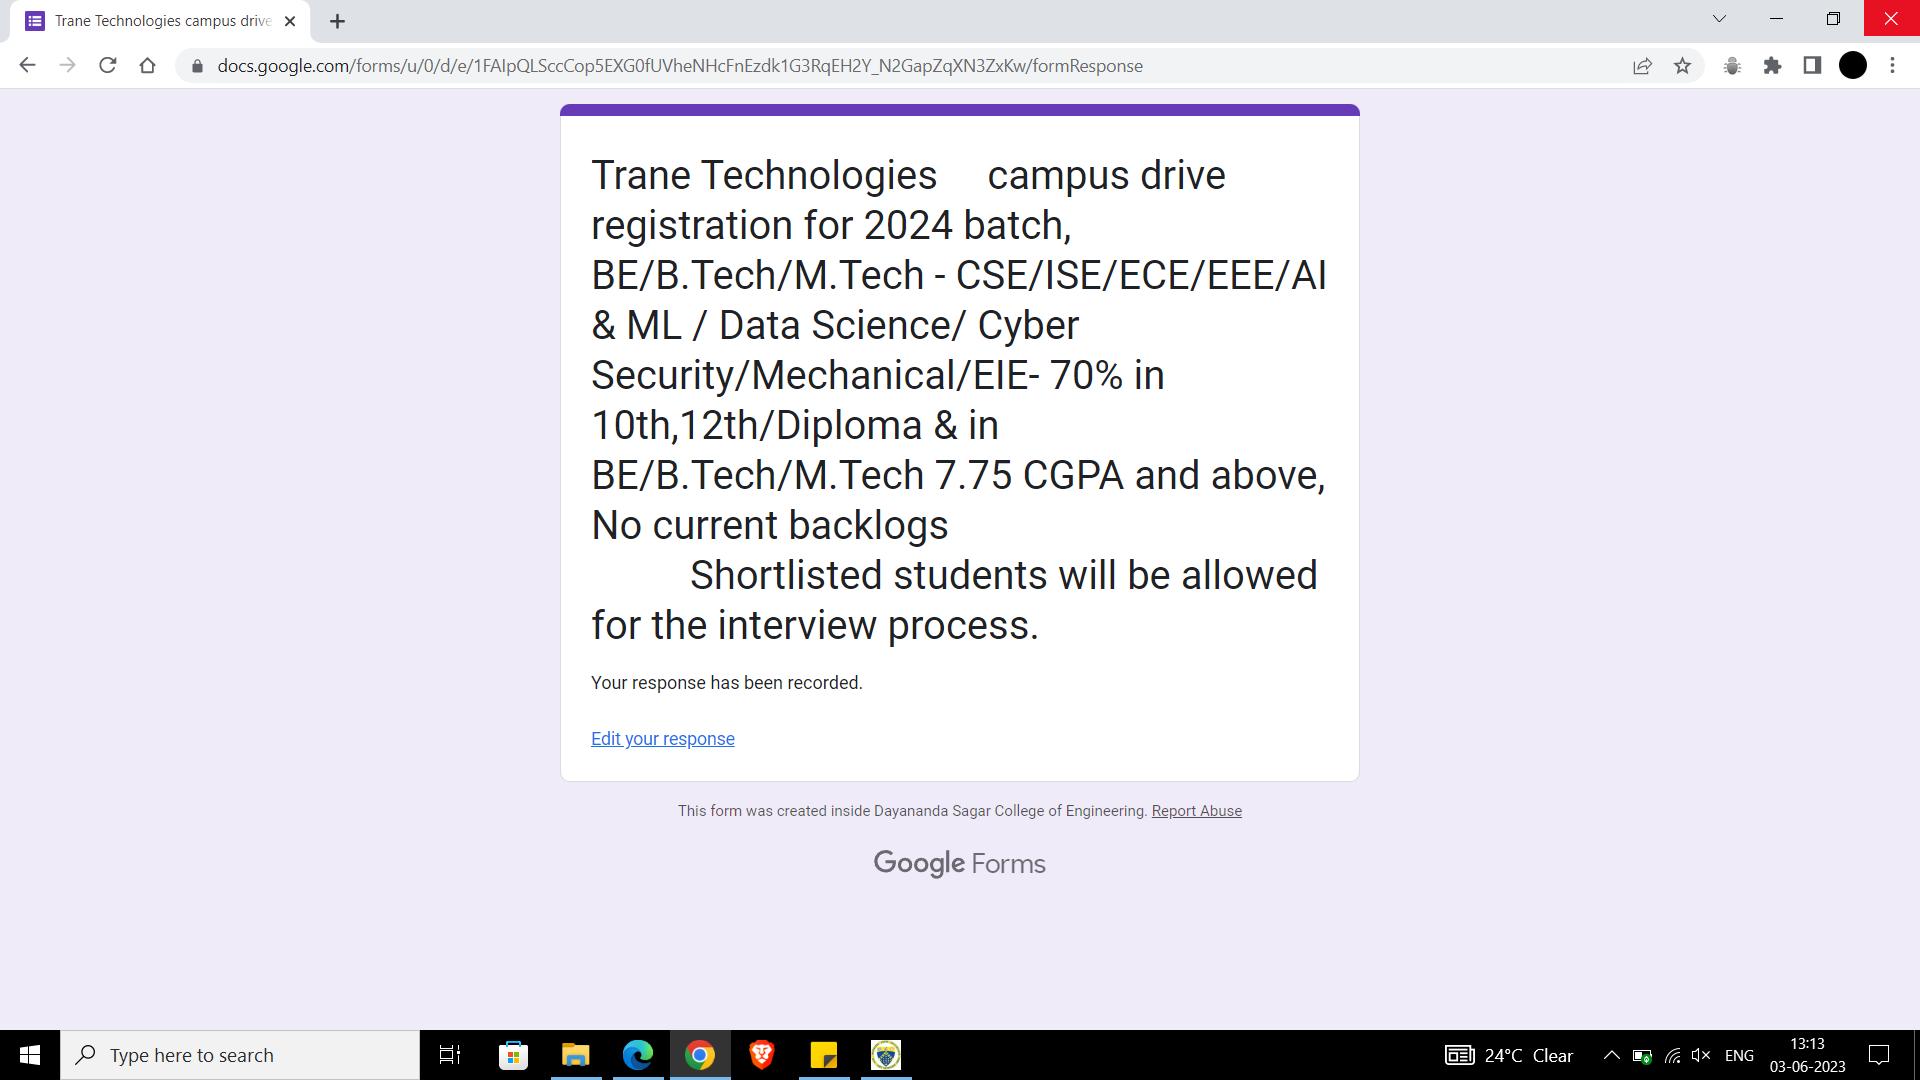 Trane Technologies campus drive
docs.google.com/forms/u/0/d/e/1FAIpQLSccCop5EXG0fUVheNHcFnEzdk1G3RqEH2Y_N2GapZqXN3ZxKw/formResponse
Trane Technologies     campus drive
registration for 2024 batch,
BE/B.Tech/M.Tech - CSE/ISE/ECE/EEE/AI
& ML / Data Science/ Cyber
Security/Mechanical/EIE- 70% in
10th,12th/Diploma & in
BE/B.Tech/M.Tech 7.75 CGPA and above,
No current backlogs
Shortlisted students will be allowed
for the interview process.
Your response has been recorded.
Edit your response
This form was created inside Dayananda Sagar College of Engineering. Report Abuse
Google Forms
Type here to search
24°C Clear
ENG
13:13
03-06-2023